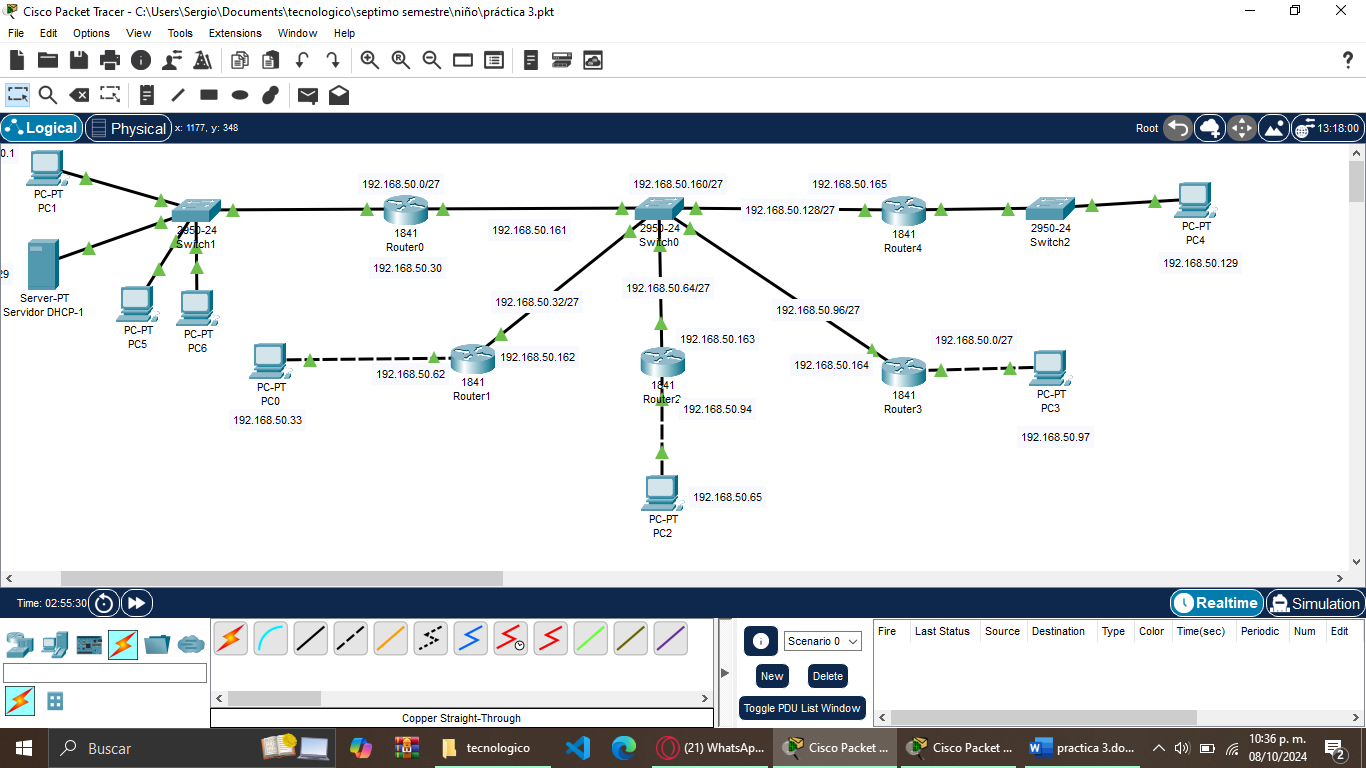 Cisco Packet Tracer - C:\Users\Sergio\Documents\tecnologico\septimo semestre\niño\práctica 3.pkt
File Edit Options View Tools Extensions Window Help
?
Logical Physical x: 1177, y: 348 Root 13:18:00
0.1
PC-PT
PC1
29
Server-PT
Servidor DHCP-1
PC-PT
PC5
PC-PT
PC6
2950-24
Switch1
192.168.50.0/27
1841
Router0
192.168.50.30
192.168.50.161
192.168.50.160/27
2950-24
Switch0
192.168.50.165
192.168.50.128/27
1841
Router4
2950-24
Switch2
PC-PT
PC4
192.168.50.129
192.168.50.32/27
192.168.50.64/27
192.168.50.96/27
PC-PT
PC0
192.168.50.33
192.168.50.62
1841
Router1
192.168.50.162
192.168.50.163
1841
Router2
192.168.50.94
PC-PT
PC2
192.168.50.65
192.168.50.164
1841
Router3
192.168.50.0/27
PC-PT
PC3
192.168.50.97
Time: 02:55:30 Realtime Simulation
Scenario 0
New Delete
Toggle PDU List Window
Fire Last Status Source Destination Type Color Time(sec) Periodic Num Edit
Copper Straight-Through
Buscar tecnologico (21) WhatsAp... Cisco Packet ... Cisco Packet ... practica 3.do...
10:36 p. m.
08/10/2024
2